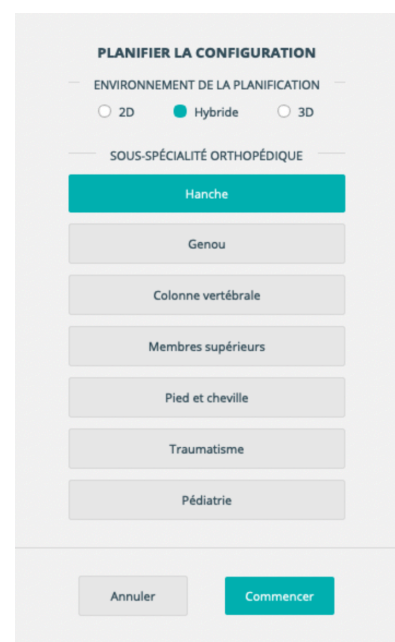 PLANIFIER LA CONFIGURATION
ENVIRONNEMENT DE LA PLANIFICATION
2D Hybride 3D
SOUS-SPÉCIALITÉ ORTHOPÉDIQUE
Hanche
Genou
Colonne vertébrale
Membres supérieurs
Pied et cheville
Traumatisme
Pédiatrie
Annuler Commencer